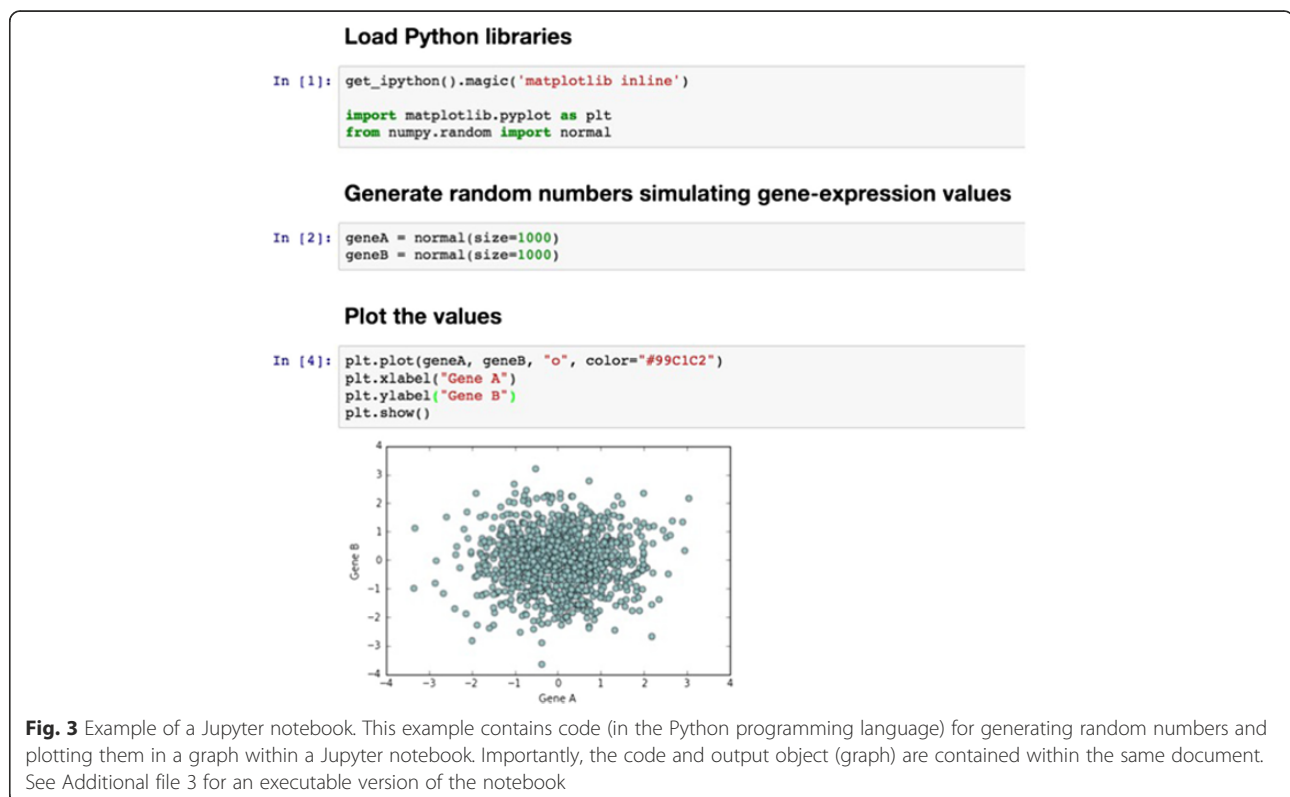 Load Python libraries
In [1]: get_ipython().magic('matplotlib inline')
import matplotlib.pyplot as plt
from numpy.random import normal
Generate random numbers simulating gene-expression values
In [2]: geneA = normal(size=1000)
geneB = normal(size=1000)
Plot the values
In [4]: plt.plot(geneA, geneB, "o", color="#99C1C2")
plt.xlabel("Gene A")
plt.ylabel("Gene B")
plt.show()
4
3
2
1
0
−1
−2
−3
−4
Gene B
−4 −3 −2 −1 0 1 2 3 4
Gene A
Fig. 3 Example of a Jupyter notebook. This example contains code (in the Python programming language) for generating random numbers and
plotting them in a graph within a Jupyter notebook. Importantly, the code and output object (graph) are contained within the same document.
See Additional file 3 for an executable version of the notebook